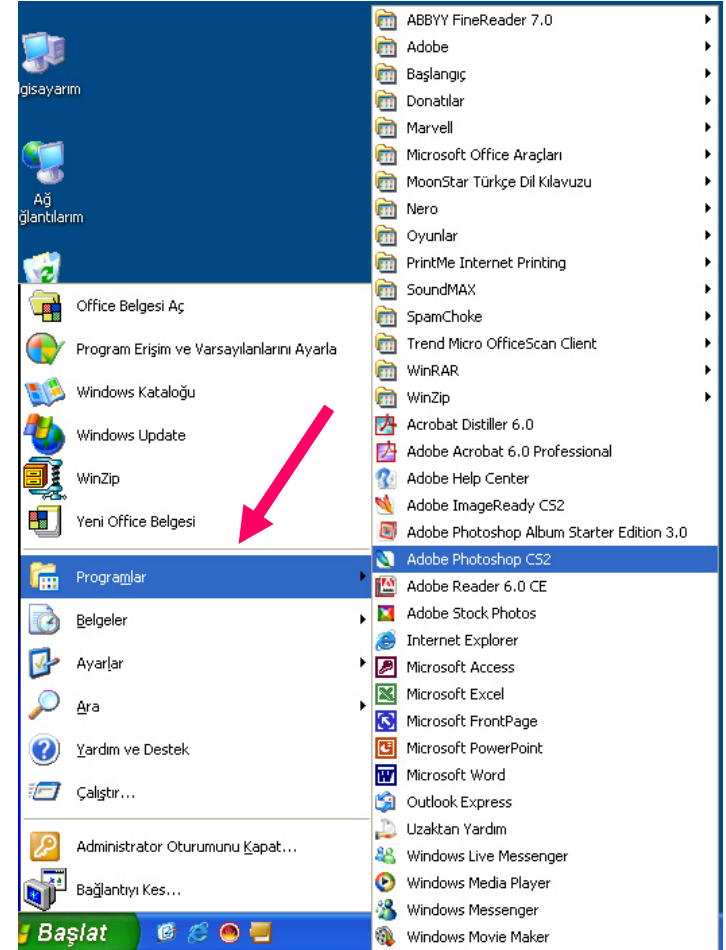 lgisayarım
Ağ
ğlantılarım
Office Belgesi Aç
Program Erişim ve Varsayılanlarını Ayarla
Windows Kataloğu
Windows Update
WinZip
Yeni Office Belgesi
Programlar
Belgeler
Ayarlar
Ara
Yardım ve Destek
Çalıştır...
Administrator Oturumunu Kapat...
Bağlantıyı Kes...
Başlat
ABBYY FineReader 7.0
Adobe
Başlangıç
Donatılar
Marvell
Microsoft Office Araçları
MoonStar Türkçe Dil Kılavuzu
Nero
Oyunlar
PrintMe Internet Printing
SoundMAX
SpamChoke
Trend Micro OfficeScan Client
WinRAR
WinZip
Acrobat Distiller 6.0
Adobe Acrobat 6.0 Professional
Adobe Help Center
Adobe ImageReady CS2
Adobe Photoshop Album Starter Edition 3.0
Adobe Photoshop CS2
Adobe Reader 6.0 CE
Adobe Stock Photos
Internet Explorer
Microsoft Access
Microsoft Excel
Microsoft FrontPage
Microsoft PowerPoint
Microsoft Word
Outlook Express
Uzaktan Yardım
Windows Live Messenger
Windows Media Player
Windows Messenger
Windows Movie Maker